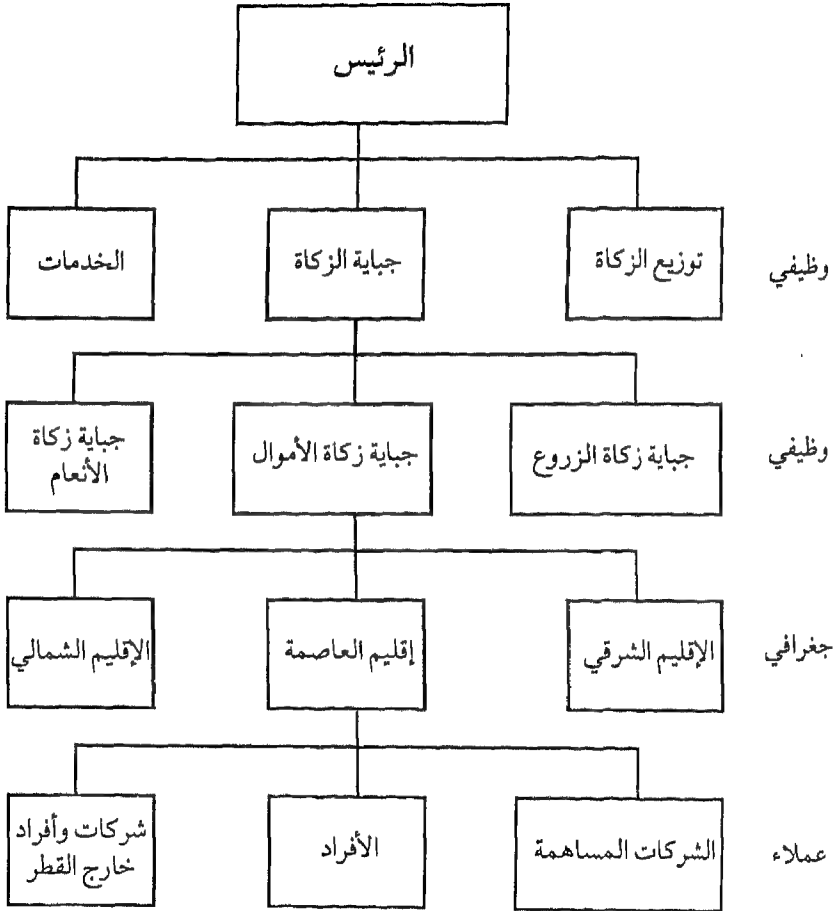 الرئيس
وظيفي
توزيع الزكاة
جباية الزكاة
الخدمات
وظيفي
جباية زكاة الزروع
جباية زكاة الأموال
جباية زكاة
الأنعام
جغرافي
الإقليم الشرقي
إقليم العاصمة
الإقليم الشمالي
عملاء
الشركات المساهمة
الأفراد
شركات وأفراد
خارج القطر